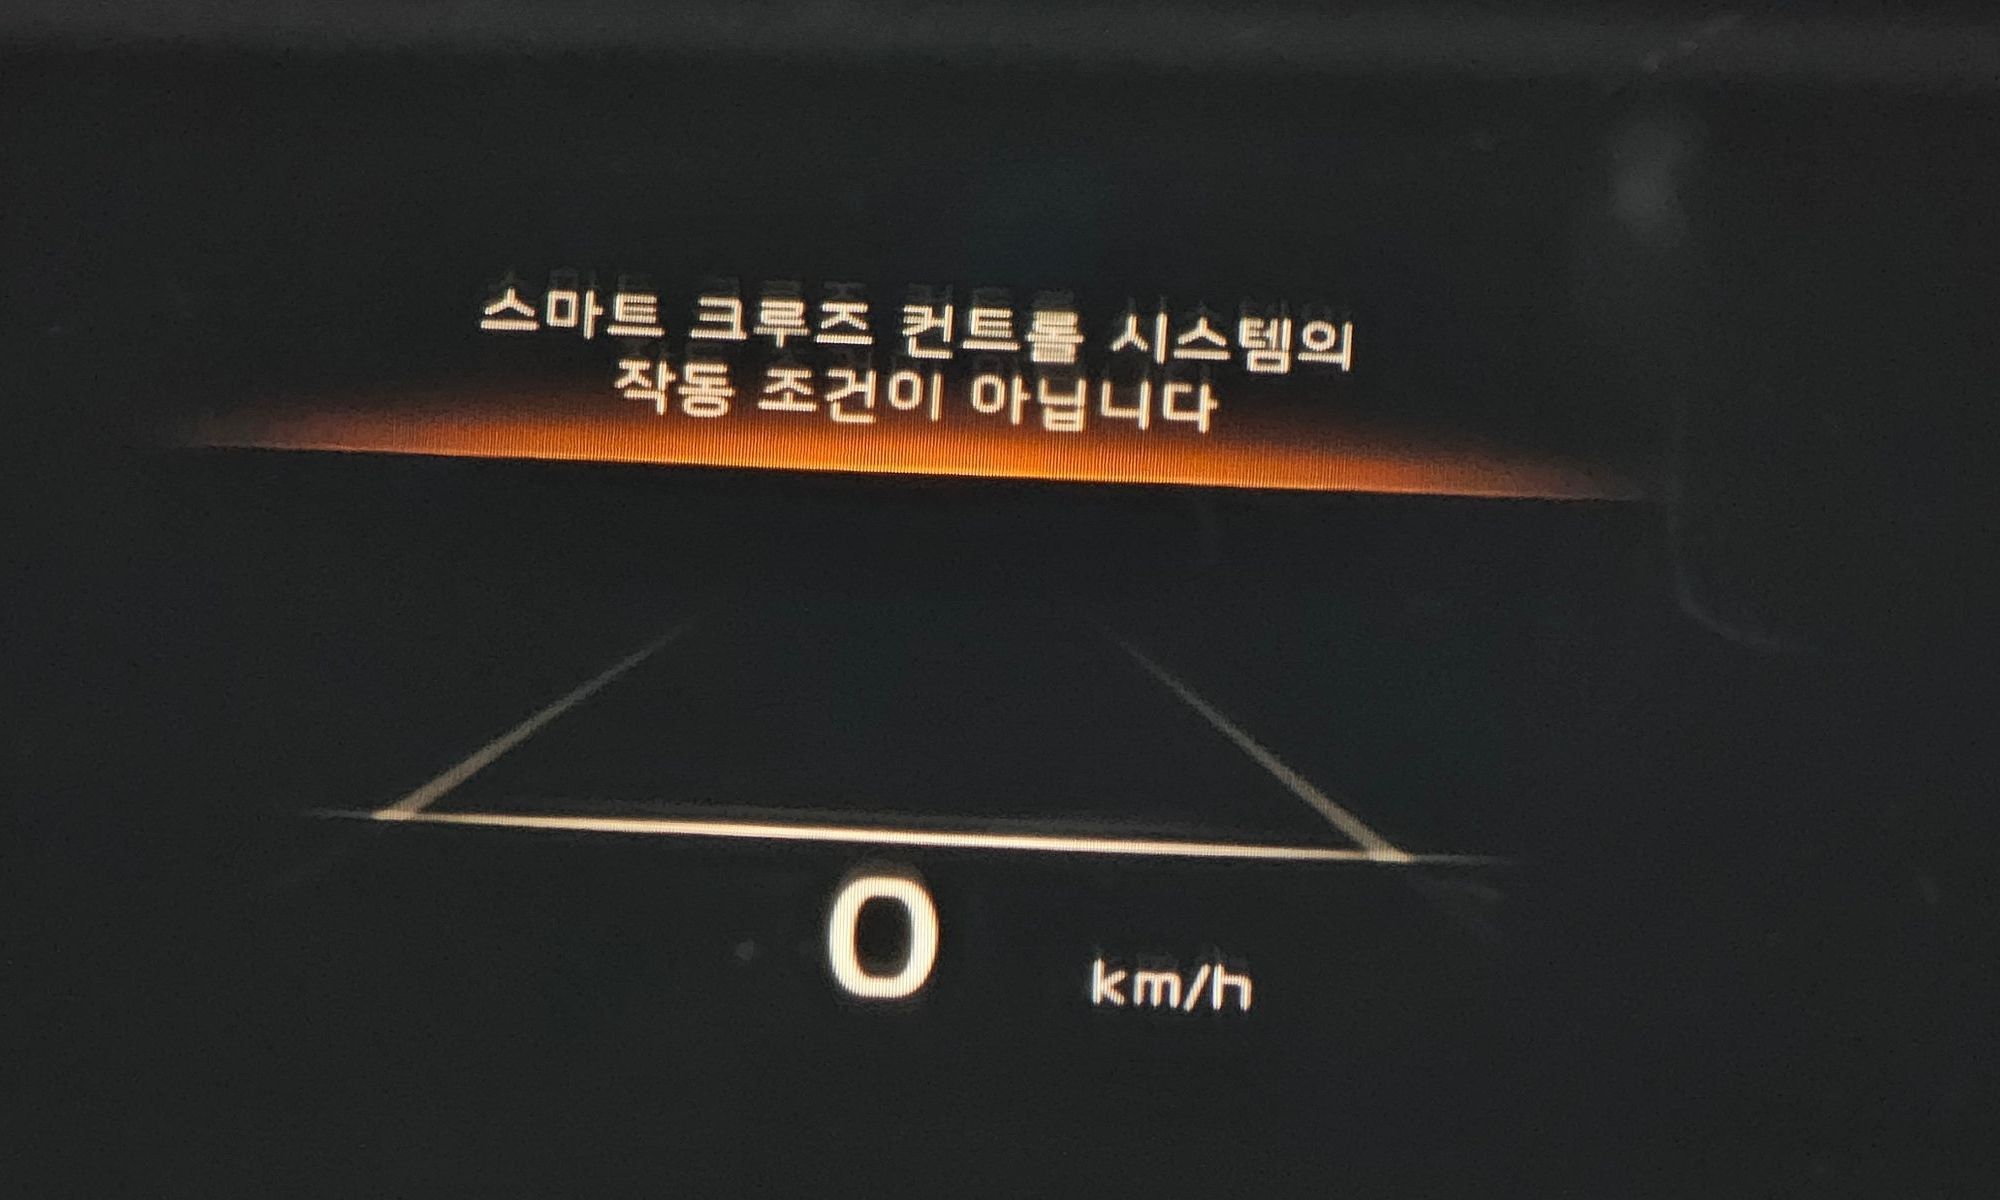 스마트 크루즈 컨트롤 시스템의
작동 조건이 아닙니다
0 km/h